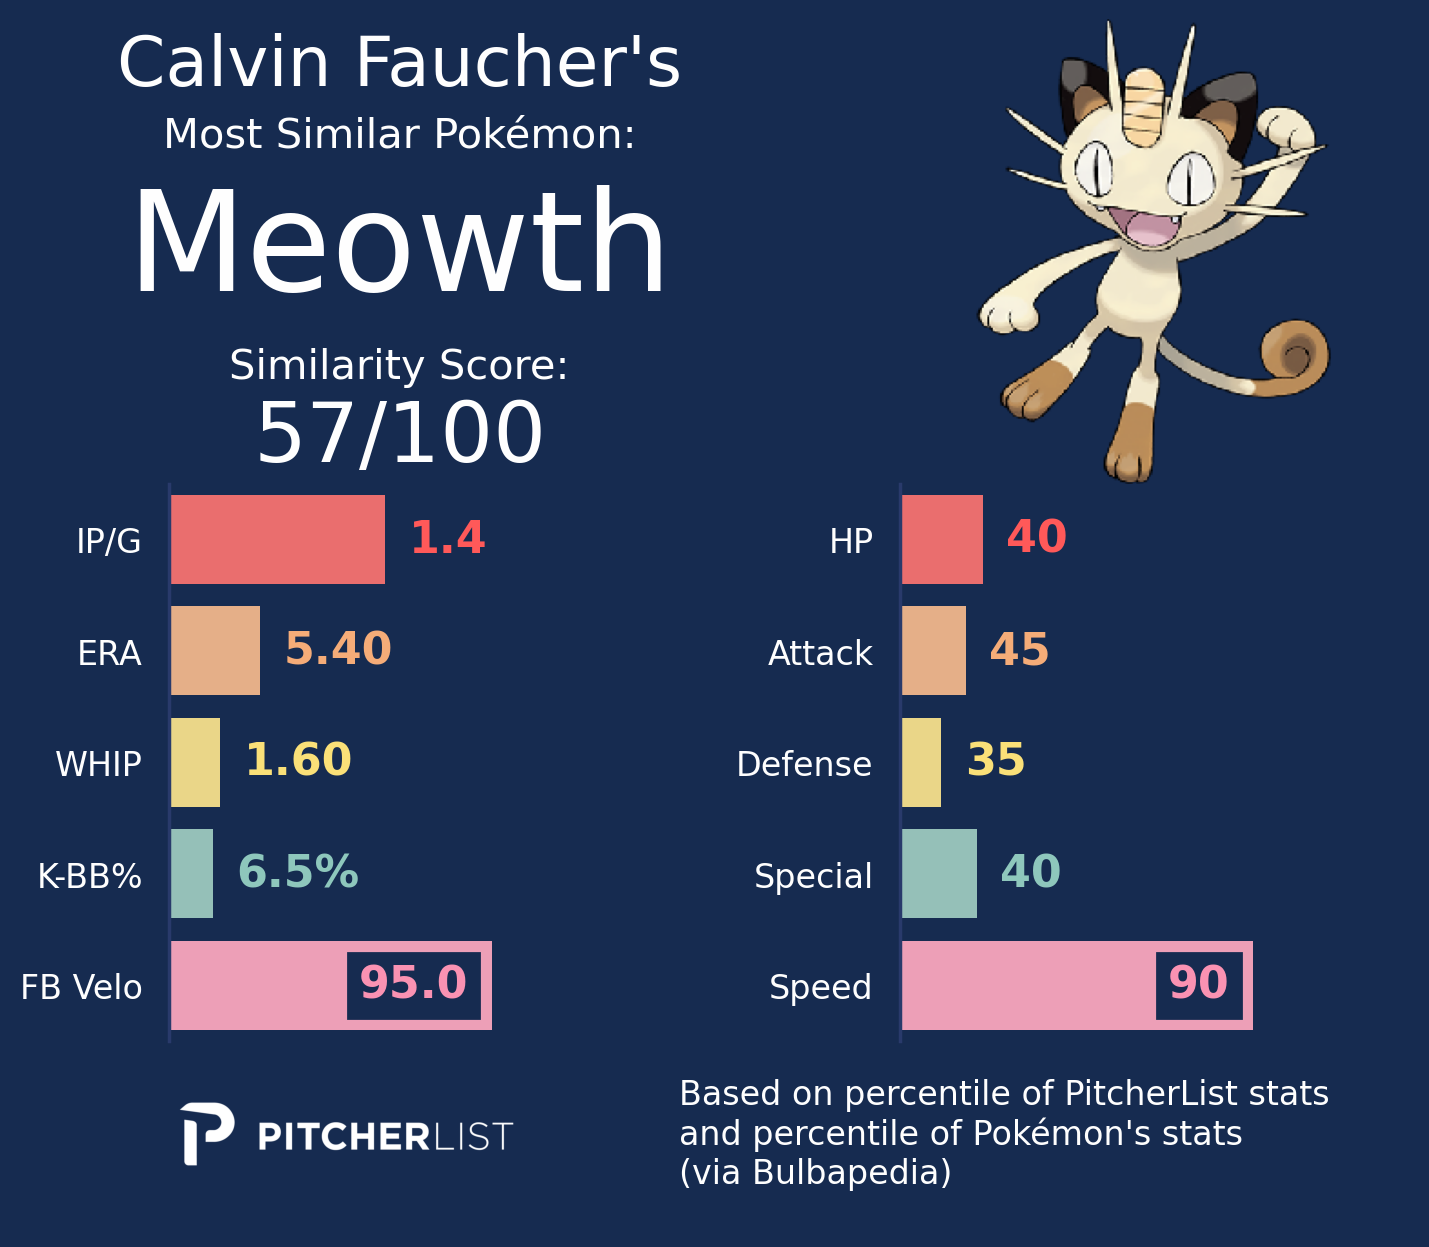 Calvin Faucher's
Most Similar Pokémon:
Meowth
Similarity Score:
57/100
IP/G 1.4
ERA 5.40
WHIP 1.60
K-BB% 6.5%
FB Velo 95.0
HP 40
Attack 45
Defense 35
Special 40
Speed 90
PITCHERLIST
Based on percentile of PitcherList stats
and percentile of Pokémon's stats
(via Bulbapedia)